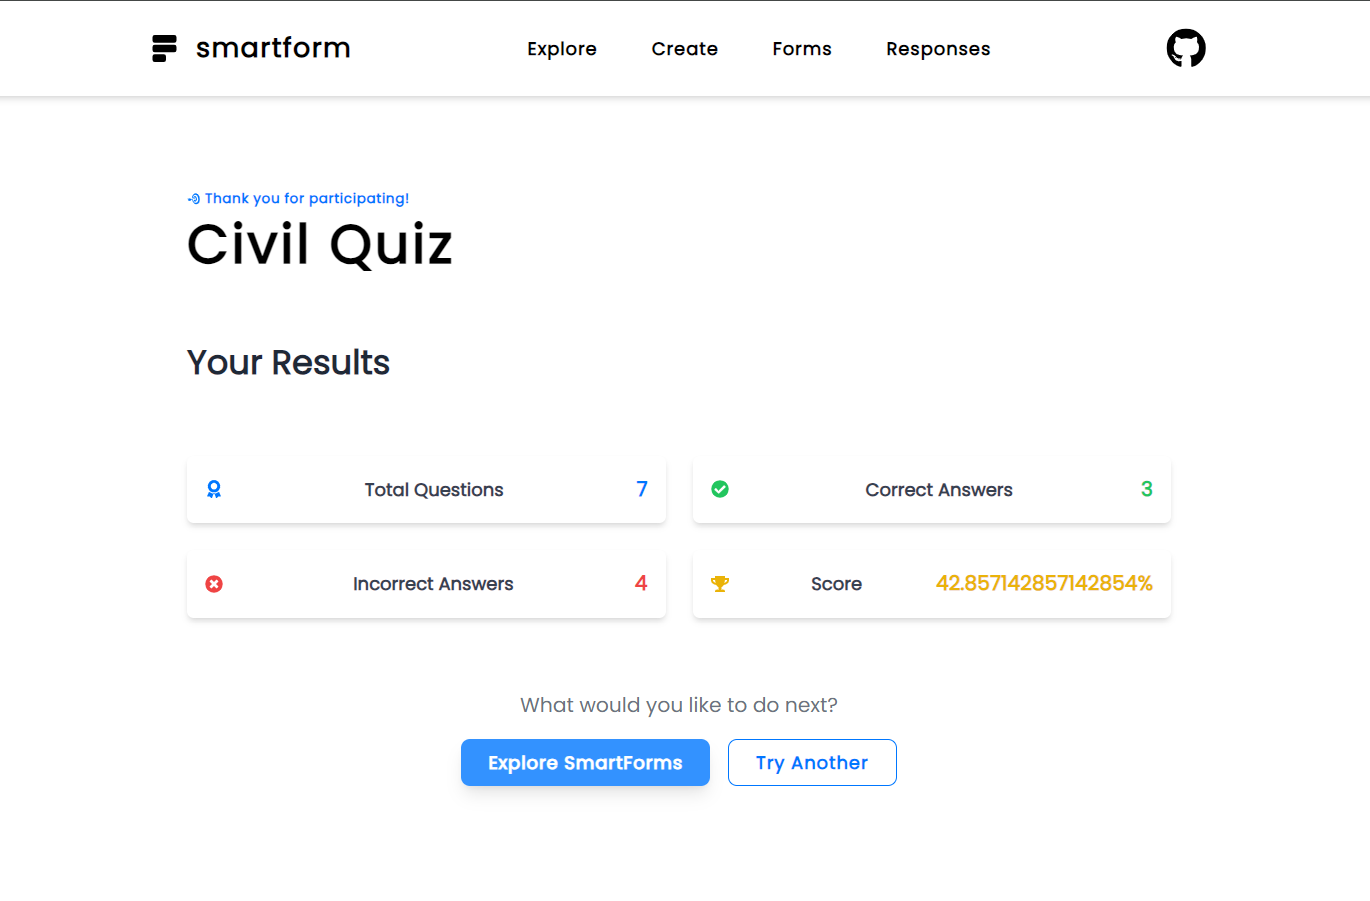 smartform
Explore
Create
Forms
Responses
Thank you for participating!
Civil Quiz
Your Results
Total Questions 7
Correct Answers 3
Incorrect Answers 4
Score 42.857142857142854%
What would you like to do next?
Explore SmartForms
Try Another